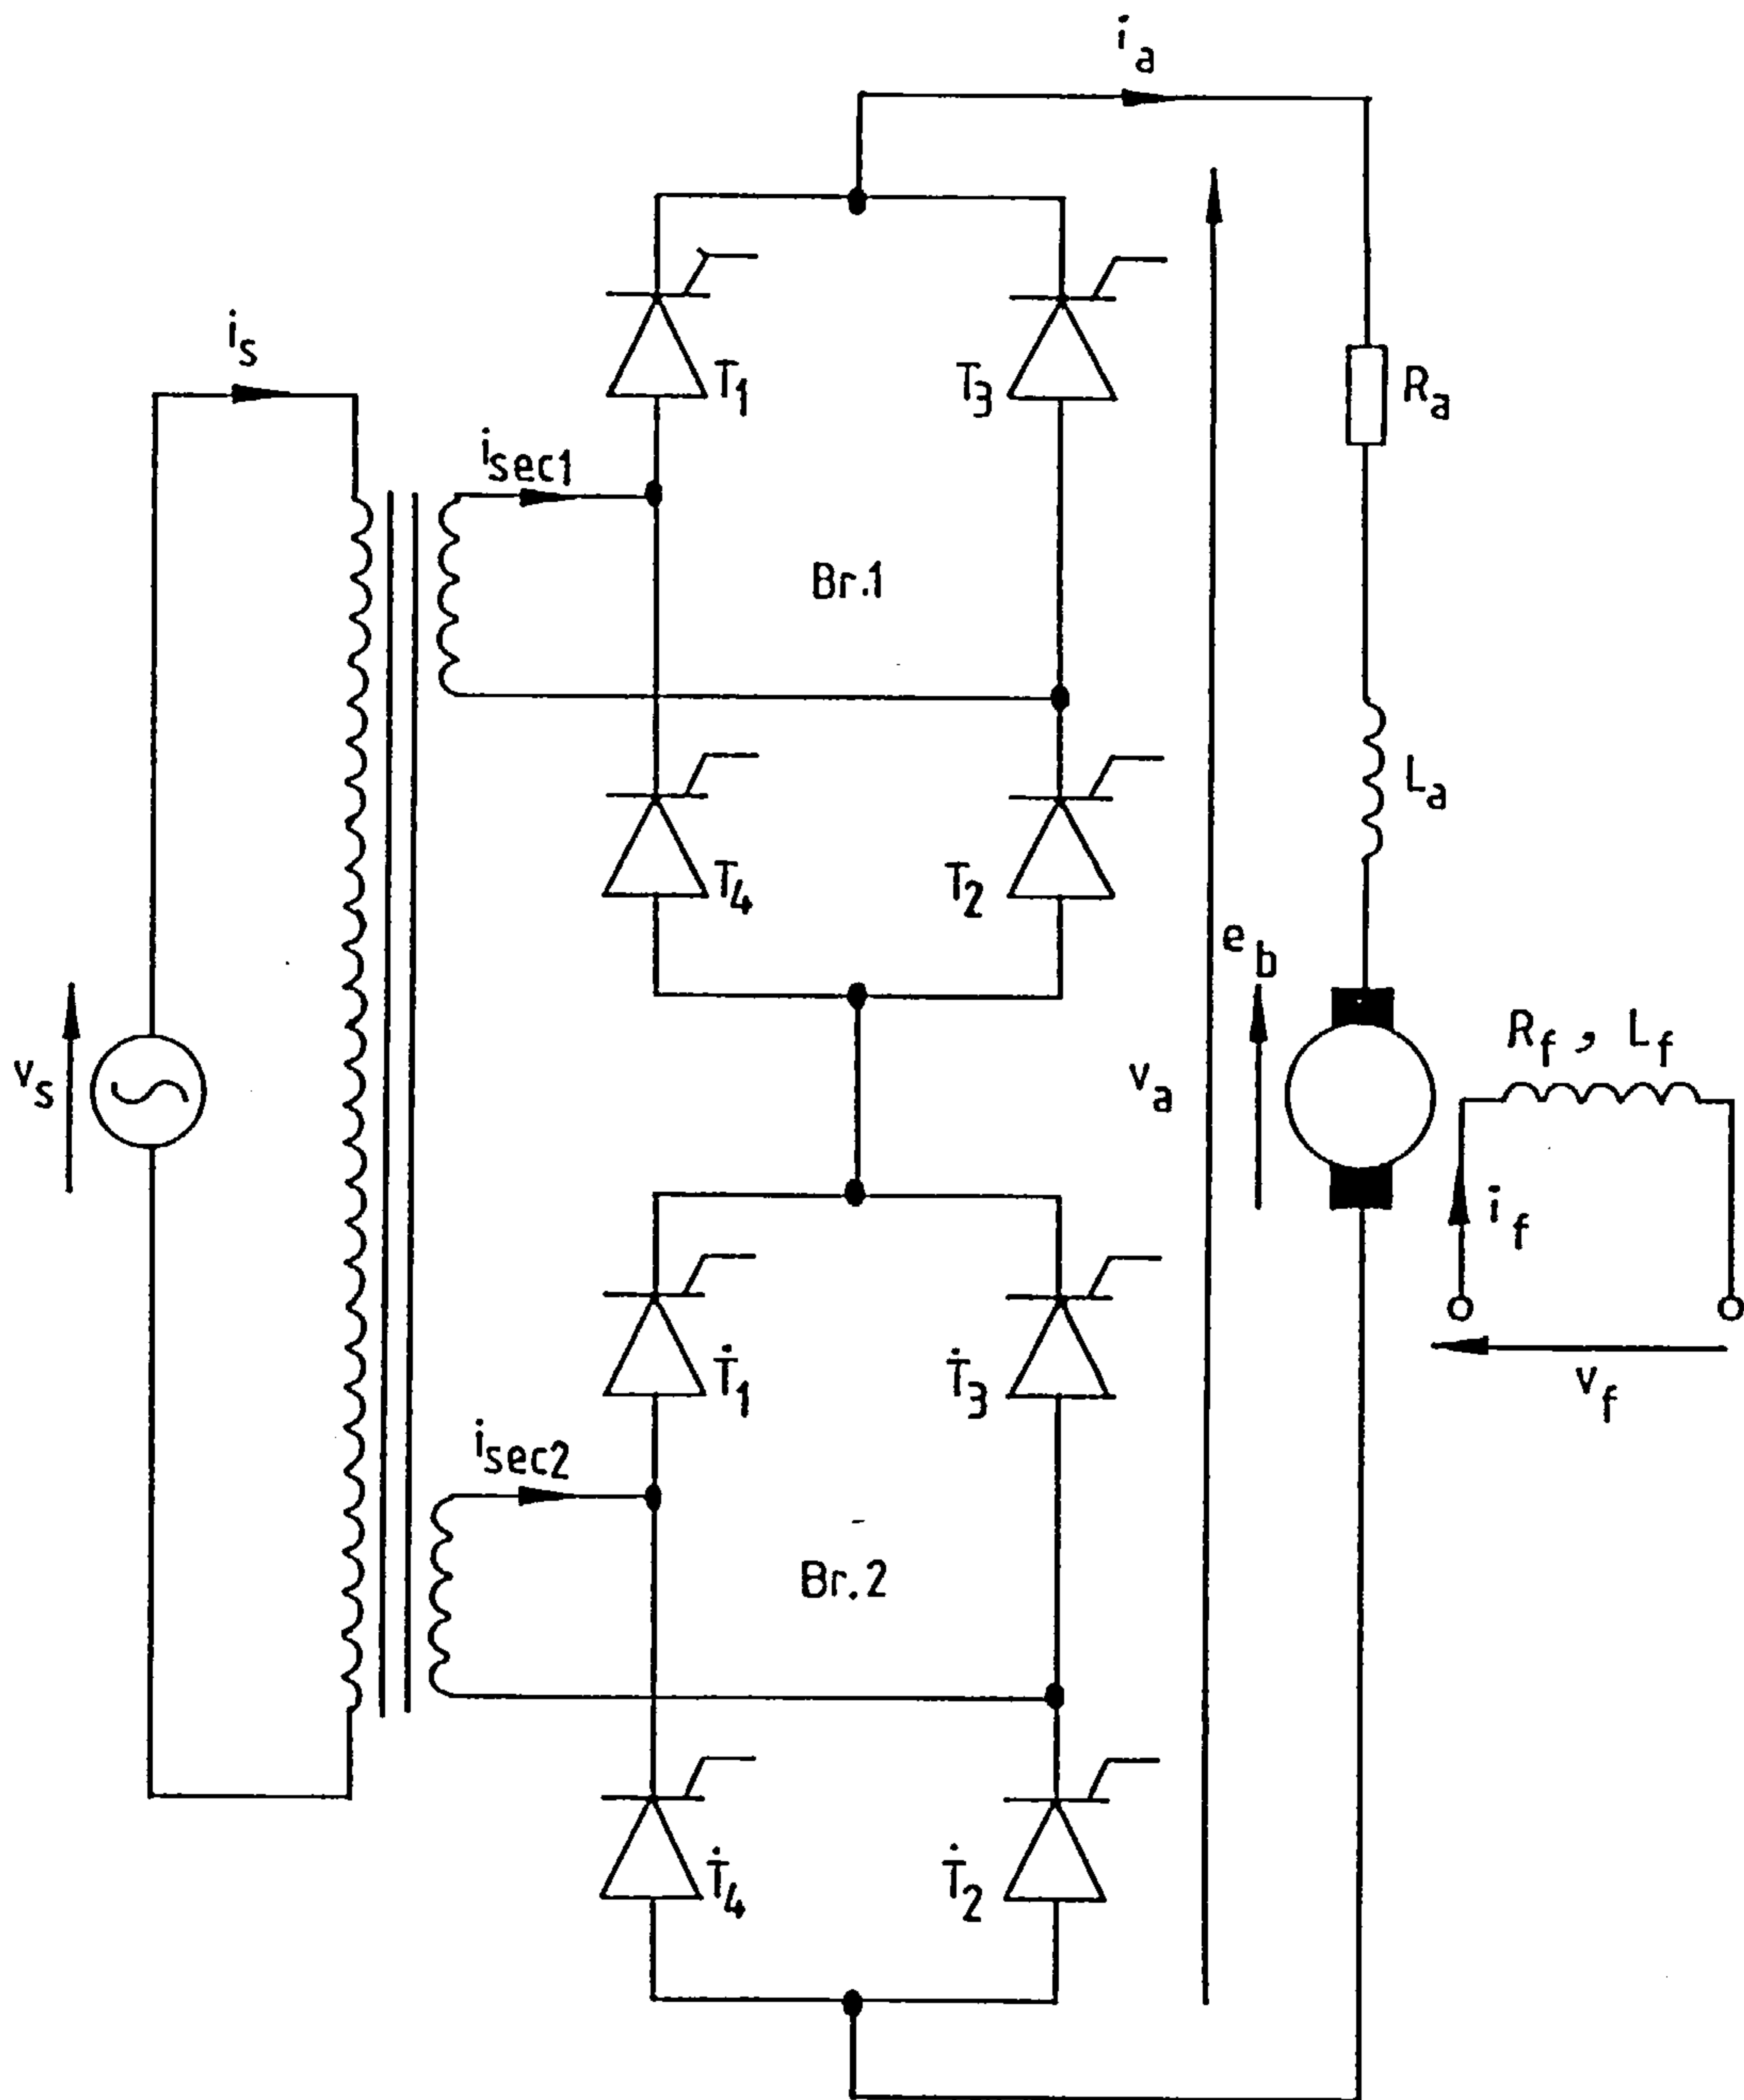 i_a
i_s
T_1
T_3
R_a
i_sec1
Br.1
L_a
T_4
T_2
e_b
R_f , L_f
v_s
v_a
i_f
Ṫ_1
Ṫ_3
v_f
i_sec2
Br.2
Ṫ_4
Ṫ_2